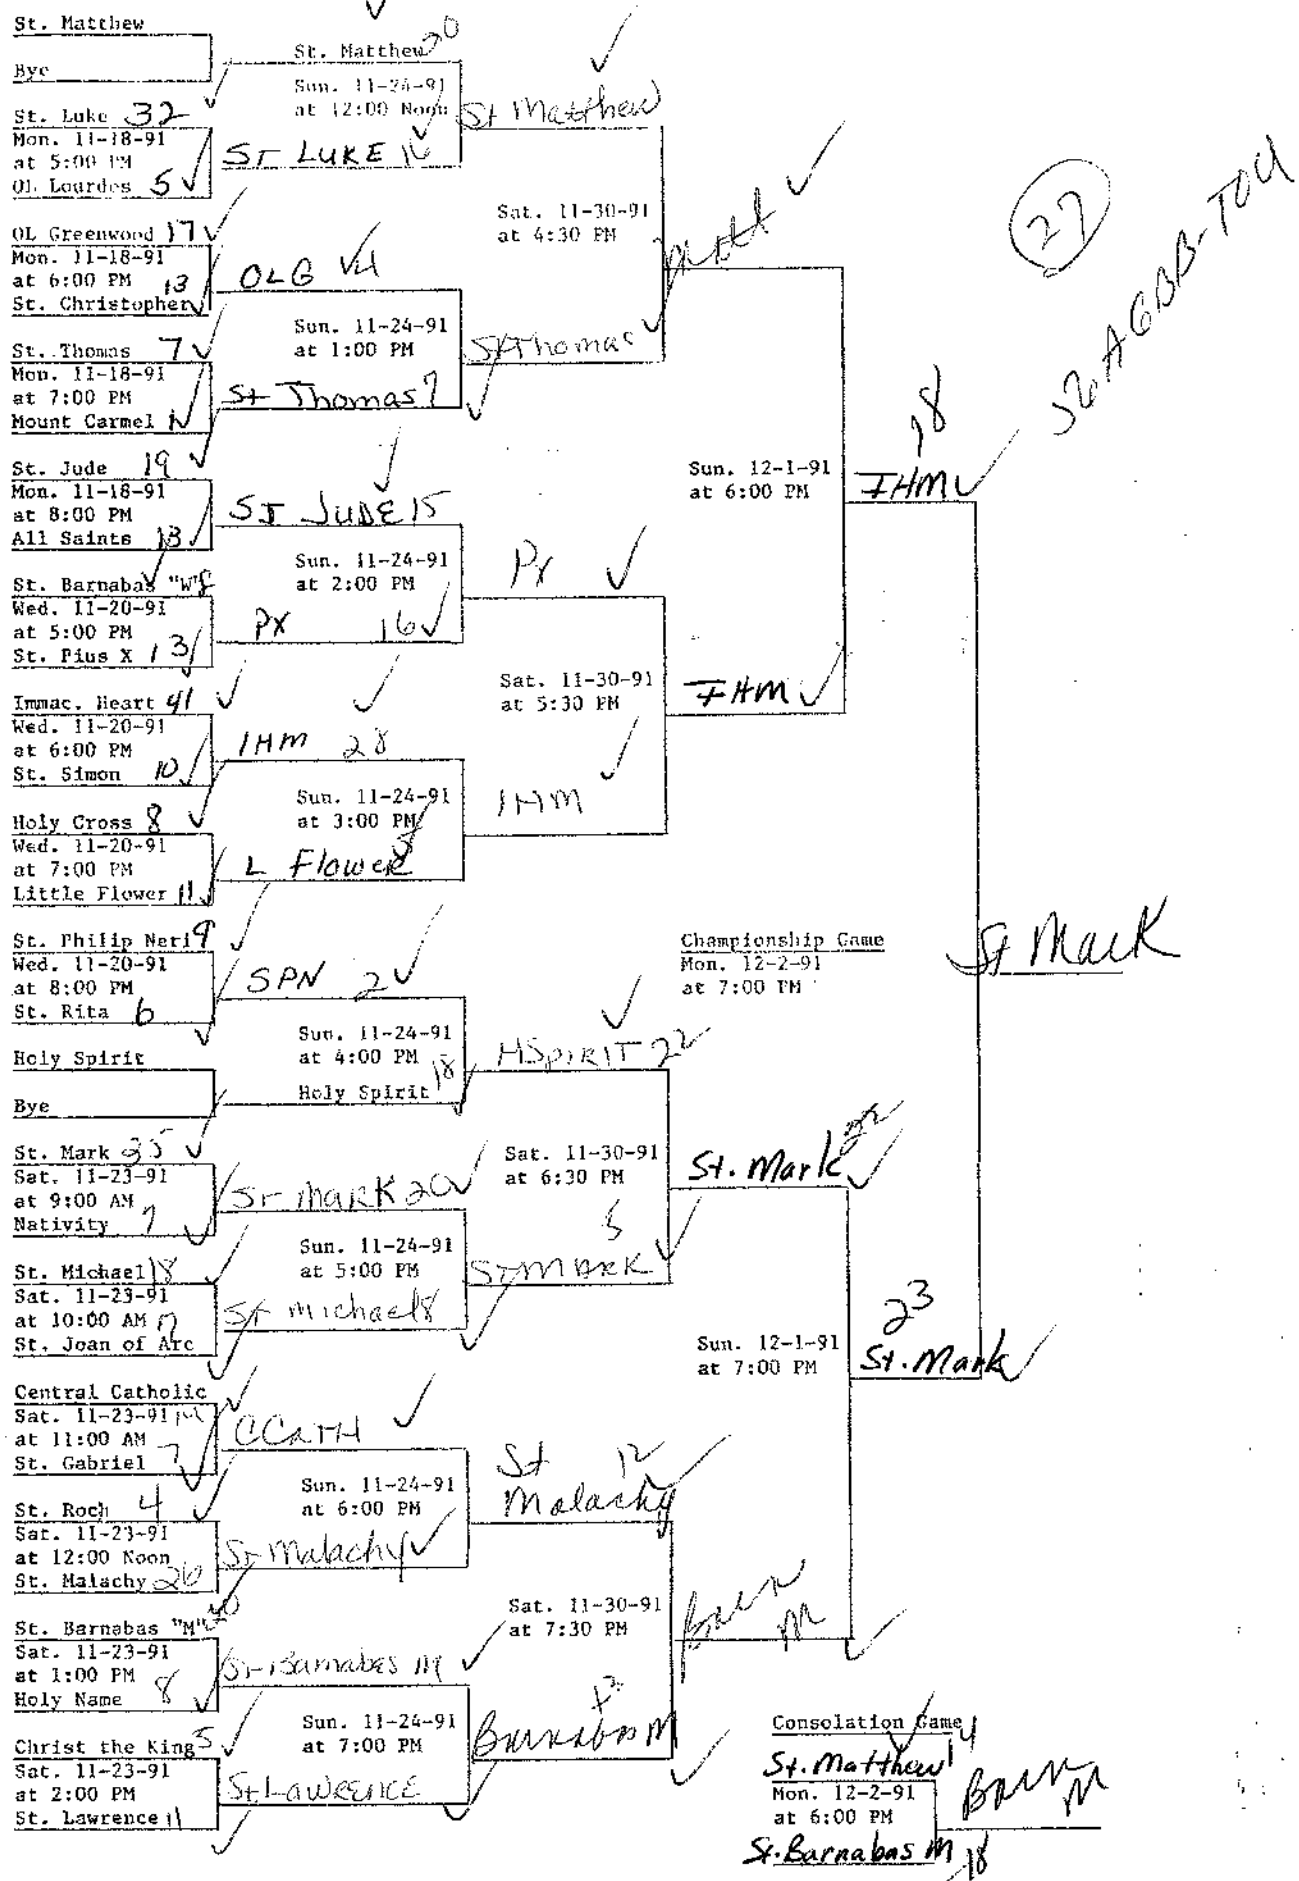 St. Matthew
Bye
St. Luke 32
Mon. 11-18-91
at 5:00 PM
OL Lourdes 5
OL Greenwood 17
Mon. 11-18-91
at 6:00 PM 13
St. Christopher
St. Thomas 7
Mon. 11-18-91
at 7:00 PM
Mount Carmel 1
St. Jude 19
Mon. 11-18-91
at 8:00 PM
All Saints 13
St. Barnabas "W" 8
Wed. 11-20-91
at 5:00 PM
St. Pius X 13
Immac. Heart 41
Wed. 11-20-91
at 6:00 PM
St. Simon 10
Holy Cross 8
Wed. 11-20-91
at 7:00 PM
Little Flower 11
St. Philip Neri 9
Wed. 11-20-91
at 8:00 PM
St. Rita 6
Holy Spirit
Bye
St. Mark 35
Sat. 11-23-91
at 9:00 AM
Nativity 7
St. Michael 18
Sat. 11-23-91
at 10:00 AM
St. Joan of Arc
Central Catholic
Sat. 11-23-91
at 11:00 AM
St. Gabriel 7
St. Roch 4
Sat. 11-23-91
at 12:00 Noon
St. Malachy 26
St. Barnabas "M"
Sat. 11-23-91
at 1:00 PM
Holy Name 8
Christ the King 5
Sat. 11-23-91
at 2:00 PM
St. Lawrence 11
St. Matthew 20
Sun. 11-24-91
at 12:00 Noon
ST LUKE 16
OLG 4
Sun. 11-24-91
at 1:00 PM
St Thomas 7
ST JUDE 15
Sun. 11-24-91
at 2:00 PM
PX 16
IHM 28
Sun. 11-24-91
at 3:00 PM
L Flower
SPN 2
Sun. 11-24-91
at 4:00 PM
Holy Spirit 18
ST MARK 20
Sun. 11-24-91
at 5:00 PM
St Michael 8
CCATH
Sun. 11-24-91
at 6:00 PM
St Malachy
St Barnabas M
Sun. 11-24-91
at 7:00 PM
St LAWRENCE
St Matthew
Sat. 11-30-91
at 4:30 PM
St Thomas
PX
Sat. 11-30-91
at 5:30 PM
IHM
HSPIRIT 22
Sat. 11-30-91
at 6:30 PM
5
ST MARK
St 12
Malachy
Sat. 11-30-91
at 7:30 PM
Barnabas M
Matt
Sun. 12-1-91
at 6:00 PM
IHM
St. Mark
Sun. 12-1-91
at 7:00 PM
Barn
M
18
IHM
Championship Game
Mon. 12-2-91
at 7:00 PM
23
St. Mark
St Mark
27
Consolation Game
St. Matthew 14
Mon. 12-2-91
at 6:00 PM
St. Barnabas M 18
Barn
M